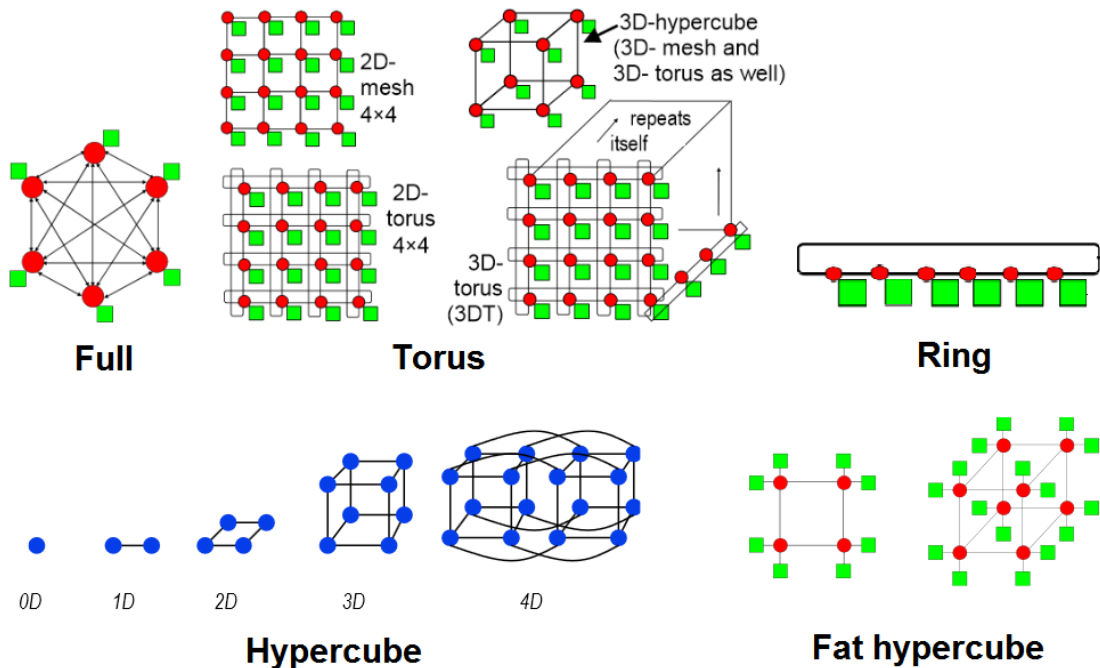 2D-
mesh
4×4
3D-hypercube
(3D- mesh and
3D- torus as well)
repeats
itself
2D-
torus
4×4
3D-
torus
(3DT)
Full
Torus
Ring
0D
1D
2D
3D
4D
Hypercube
Fat hypercube